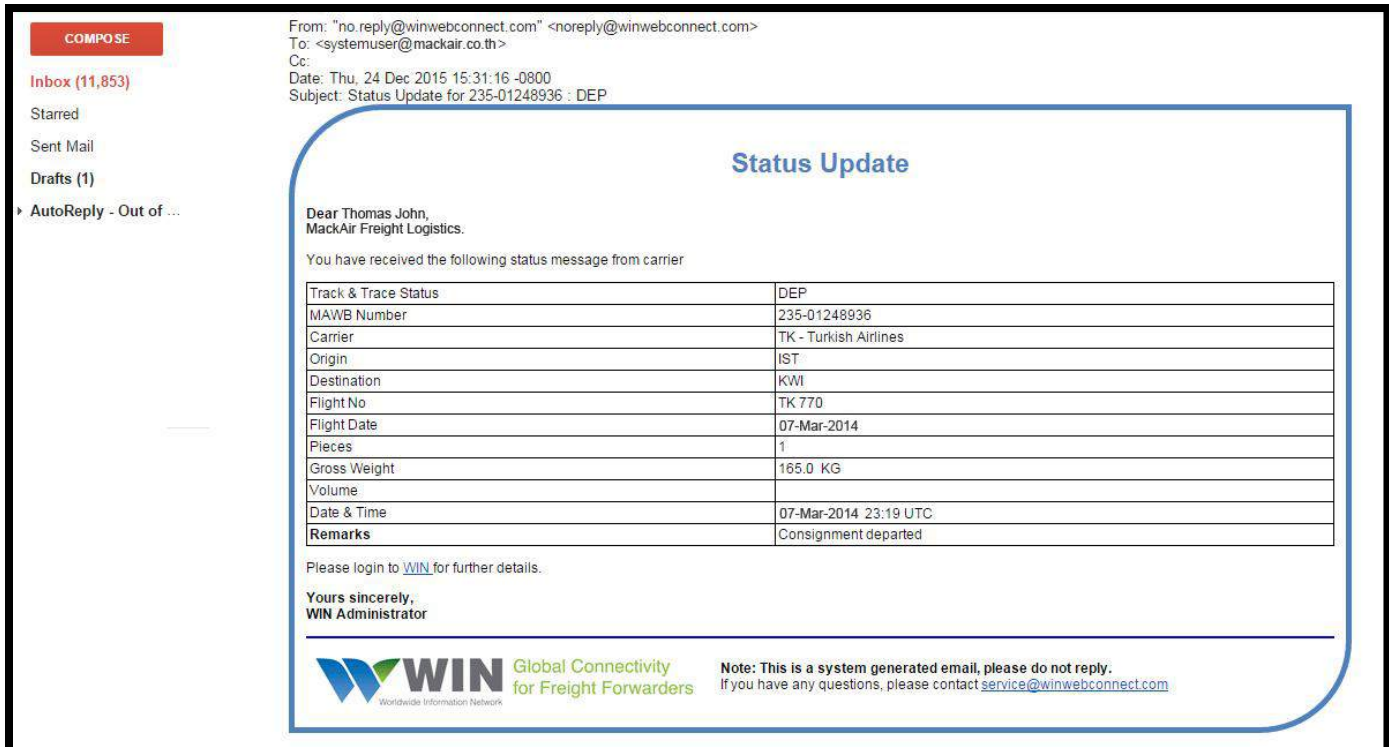 COMPOSE
Inbox (11,853)
Starred
Sent Mail
Drafts (1)
AutoReply - Out of ...
From: "no.reply@winwebconnect.com" <noreply@winwebconnect.com>
To: <systemuser@mackair.co.th>
Cc:
Date: Thu, 24 Dec 2015 15:31:16 -0800
Subject: Status Update for 235-01248936 : DEP
Status Update
Dear Thomas John,
MackAir Freight Logistics.
You have received the following status message from carrier
Track & Trace Status DEP
MAWB Number 235-01248936
Carrier TK - Turkish Airlines
Origin IST
Destination KWI
Flight No TK 770
Flight Date 07-Mar-2014
Pieces 1
Gross Weight 165.0 KG
Volume
Date & Time 07-Mar-2014 23:19 UTC
Remarks Consignment departed
Please login to WIN for further details.
Yours sincerely,
WIN Administrator
WIN
Worldwide Information Network
Global Connectivity
for Freight Forwarders
Note: This is a system generated email, please do not reply.
If you have any questions, please contact service@winwebconnect.com